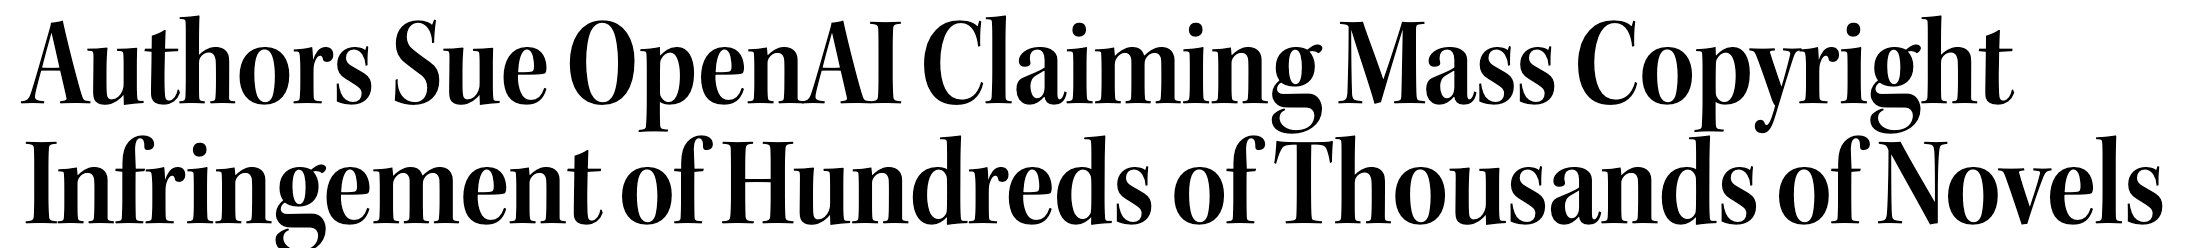 Authors Sue OpenAI Claiming Mass Copyright
Infringement of Hundreds of Thousands of Novels